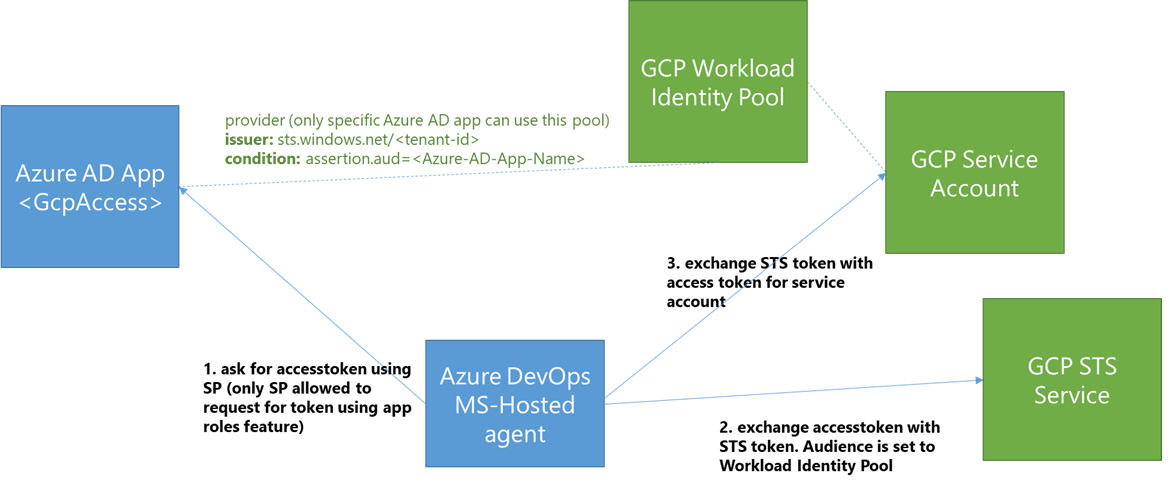 GCP Workload
Identity Pool
provider (only specific Azure AD app can use this pool)
issuer: sts.windows.net/<tenant-id>
condition: assertion.aud=<Azure-AD-App-Name>
Azure AD App
<GcpAccess>
GCP Service
Account
3. exchange STS token with
access token for service
account
1. ask for accesstoken using
SP (only SP allowed to
request for token using app
roles feature)
Azure DevOps
MS-Hosted
agent
GCP STS
Service
2. exchange accesstoken with
STS token. Audience is set to
Workload Identity Pool